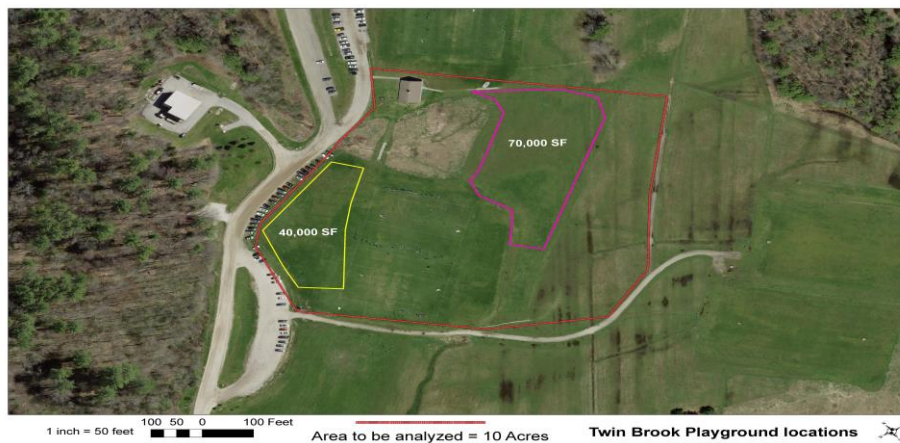 70,000 SF
40,000 SF
1 inch = 50 feet
100 50 0 100 Feet
Area to be analyzed = 10 Acres
Twin Brook Playground locations